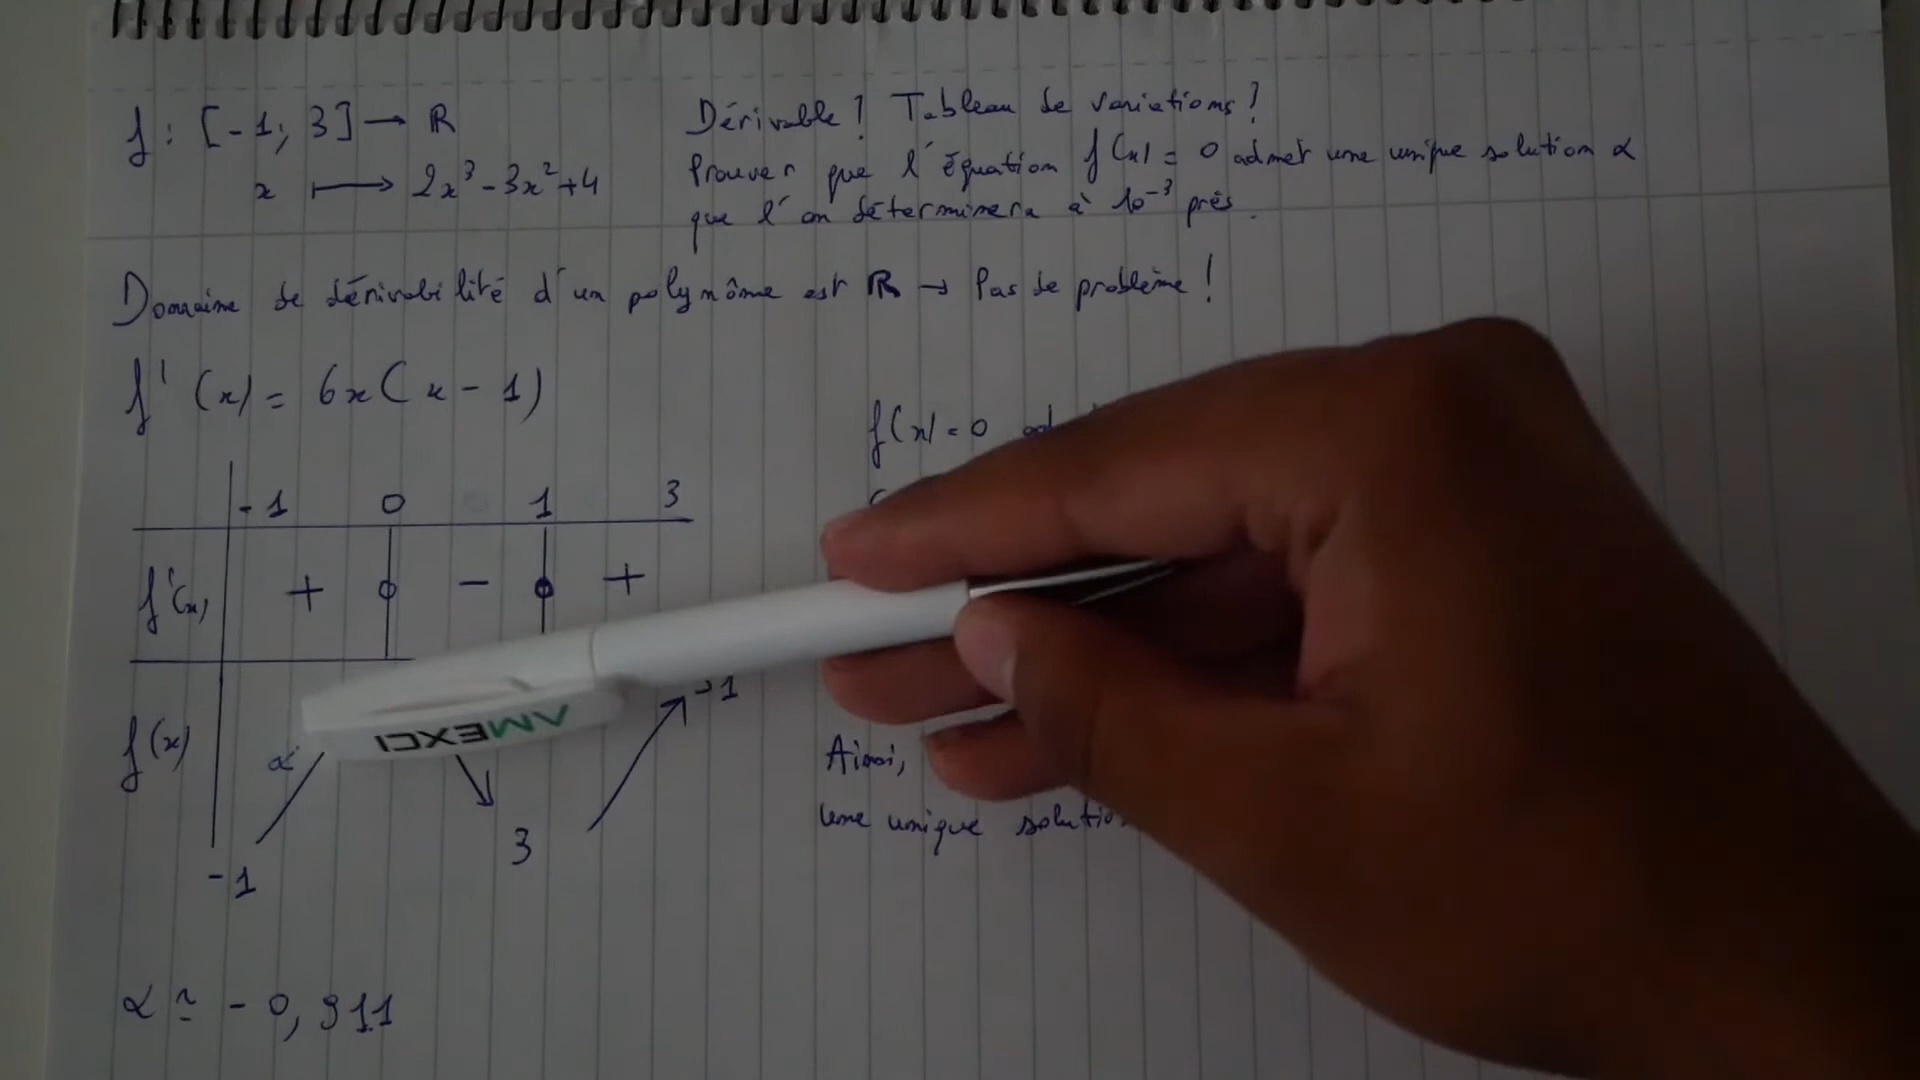 f : [-1; 3] → ℝ
x ⟼ 2x³ - 3x² + 4
Dérivable ? Tableau de variations ?
Prouver que l'équation f(x) = 0 admet une unique solution α
que l'on déterminera à 10⁻³ près.
Domaine de dérivabilité d'un polynôme est ℝ → Pas de problème !
f'(x) = 6x(x - 1)
f(x) = 0
-1 0 1 3
f'(x) + 0 - 0 +
f(x) α
3
-1
AMEXCI
Ainsi,
une unique
α ≃ - 0,911